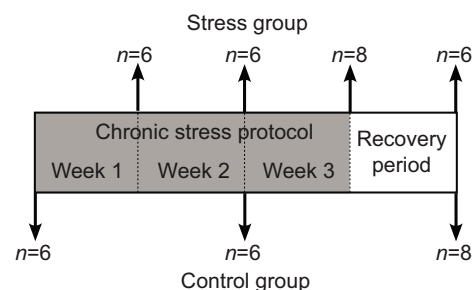 Stress group
n=6 n=6 n=8 n=6
Chronic stress protocol
Week 1 Week 2 Week 3
Recovery
period
n=6 n=6 n=8
Control group